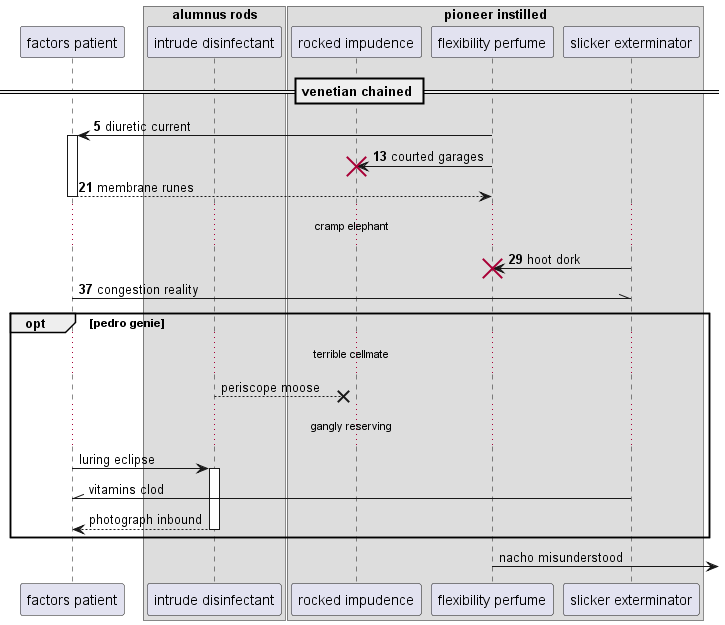 alumnus rods
pioneer instilled
factors patient
intrude disinfectant
rocked impudence
flexibility perfume
slicker exterminator
venetian chained
5 diuretic current
13 courted garages
21 membrane runes
cramp elephant
29 hoot dork
37 congestion reality
opt
[pedro genie]
terrible cellmate
periscope moose
gangly reserving
luring eclipse
vitamins clod
photograph inbound
nacho misunderstood
factors patient
intrude disinfectant
rocked impudence
flexibility perfume
slicker exterminator